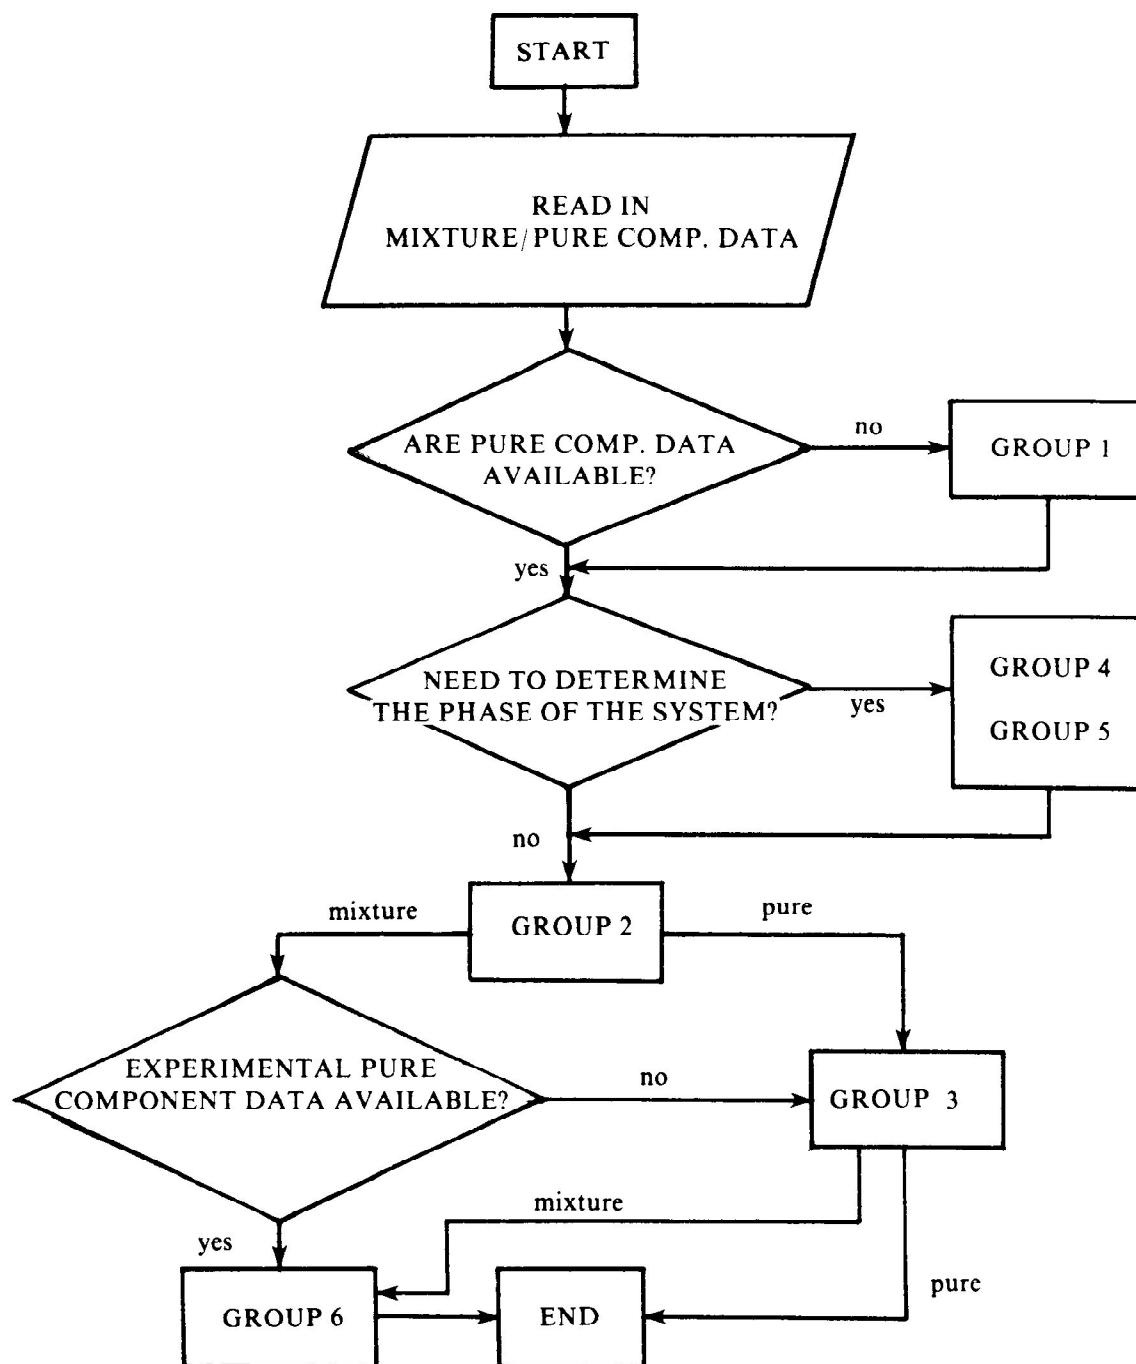 START
READ IN
MIXTURE/PURE COMP. DATA
ARE PURE COMP. DATA
AVAILABLE?
no
GROUP 1
yes
NEED TO DETERMINE
THE PHASE OF THE SYSTEM?
yes
GROUP 4
GROUP 5
no
GROUP 2
mixture
pure
EXPERIMENTAL PURE
COMPONENT DATA AVAILABLE?
no
GROUP 3
mixture
yes
pure
GROUP 6
END